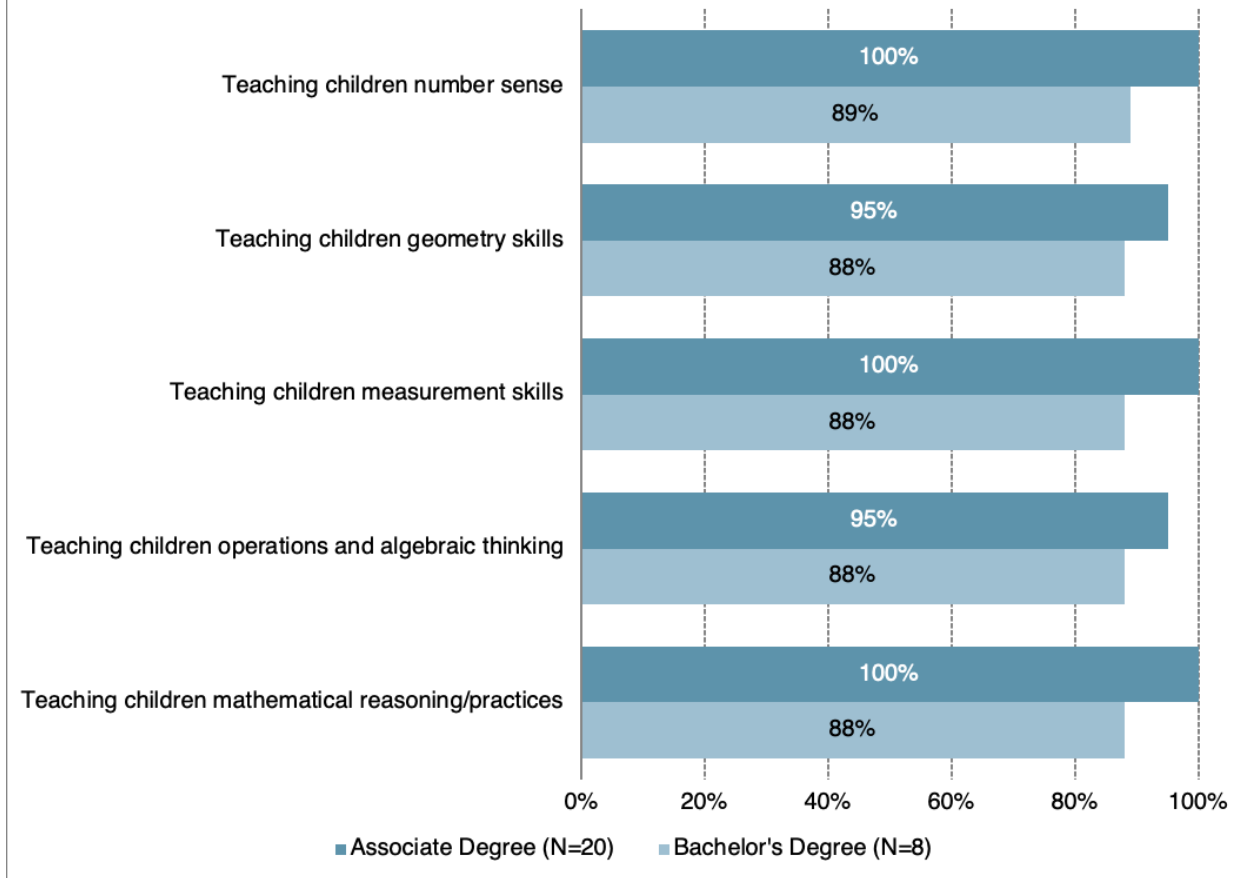 Teaching children number sense
100%
89%
Teaching children geometry skills
95%
88%
Teaching children measurement skills
100%
88%
Teaching children operations and algebraic thinking
95%
88%
Teaching children mathematical reasoning/practices
100%
88%
0% 20% 40% 60% 80% 100%
Associate Degree (N=20) Bachelor's Degree (N=8)